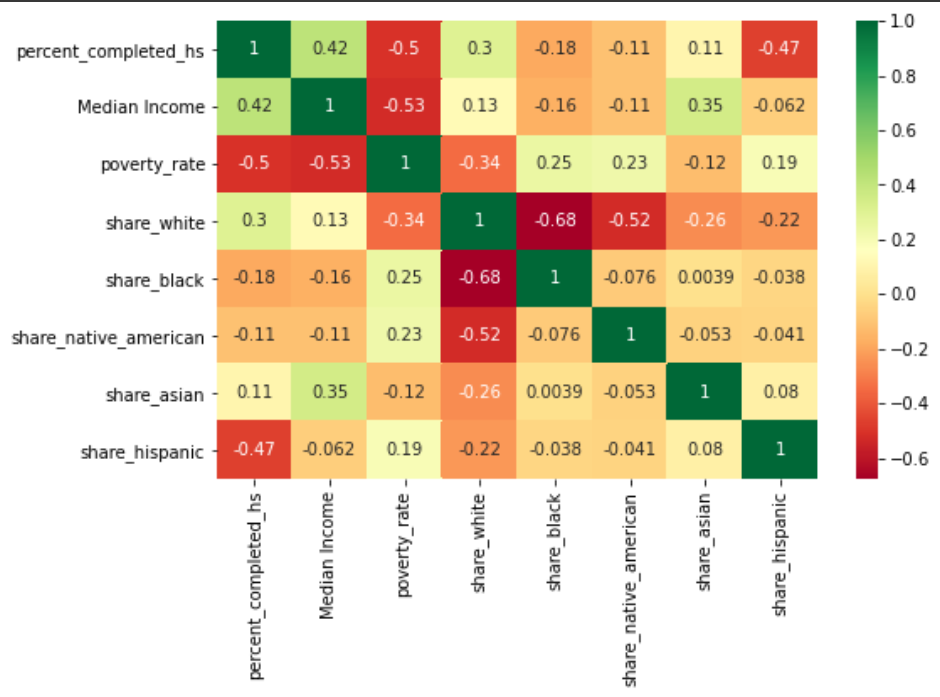 percent_completed_hs 1 0.42 -0.5 0.3 -0.18 -0.11 0.11 -0.47
Median Income 0.42 1 -0.53 0.13 -0.16 -0.11 0.35 -0.062
poverty_rate -0.5 -0.53 1 -0.34 0.25 0.23 -0.12 0.19
share_white 0.3 0.13 -0.34 1 -0.68 -0.52 -0.26 -0.22
share_black -0.18 -0.16 0.25 -0.68 1 -0.076 0.0039 -0.038
share_native_american -0.11 -0.11 0.23 -0.52 -0.076 1 -0.053 -0.041
share_asian 0.11 0.35 -0.12 -0.26 0.0039 -0.053 1 0.08
share_hispanic -0.47 -0.062 0.19 -0.22 -0.038 -0.041 0.08 1
percent_completed_hs
Median Income
poverty_rate
share_white
share_black
share_native_american
share_asian
share_hispanic
1.0
0.8
0.6
0.4
0.2
0.0
−0.2
−0.4
−0.6